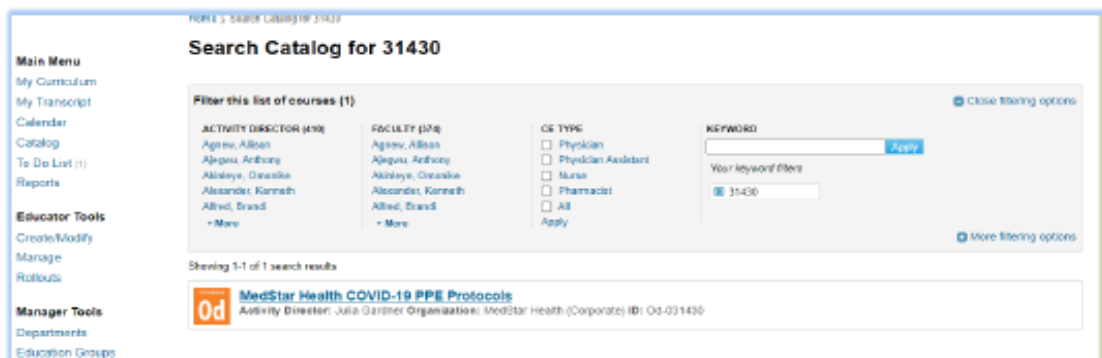 Home > Search Catalog for 31430
Search Catalog for 31430
Main Menu
My Curriculum
My Transcript
Calendar
Catalog
To Do List (1)
Reports
Educator Tools
Create/Modify
Manage
Rollouts
Manager Tools
Departments
Education Groups
Filter this list of courses (1)
Close filtering options
ACTIVITY DIRECTOR (410)
Agnew, Allison
Ajegwu, Anthony
Akinleye, Omonike
Alexander, Kenneth
Alfred, Brandi
More
FACULTY (374)
Agnew, Allison
Ajegwu, Anthony
Akinleye, Omonike
Alexander, Kenneth
Alfred, Brandi
More
CE TYPE
Physician
Physician Assistant
Nurse
Pharmacist
All
Apply
KEYWORD
Apply
Your keyword filters
31430
More filtering options
Showing 1-1 of 1 search results
Od
MedStar Health COVID-19 PPE Protocols
Activity Director: Julia Gardner Organization: MedStar Health (Corporate) ID: Od-031430